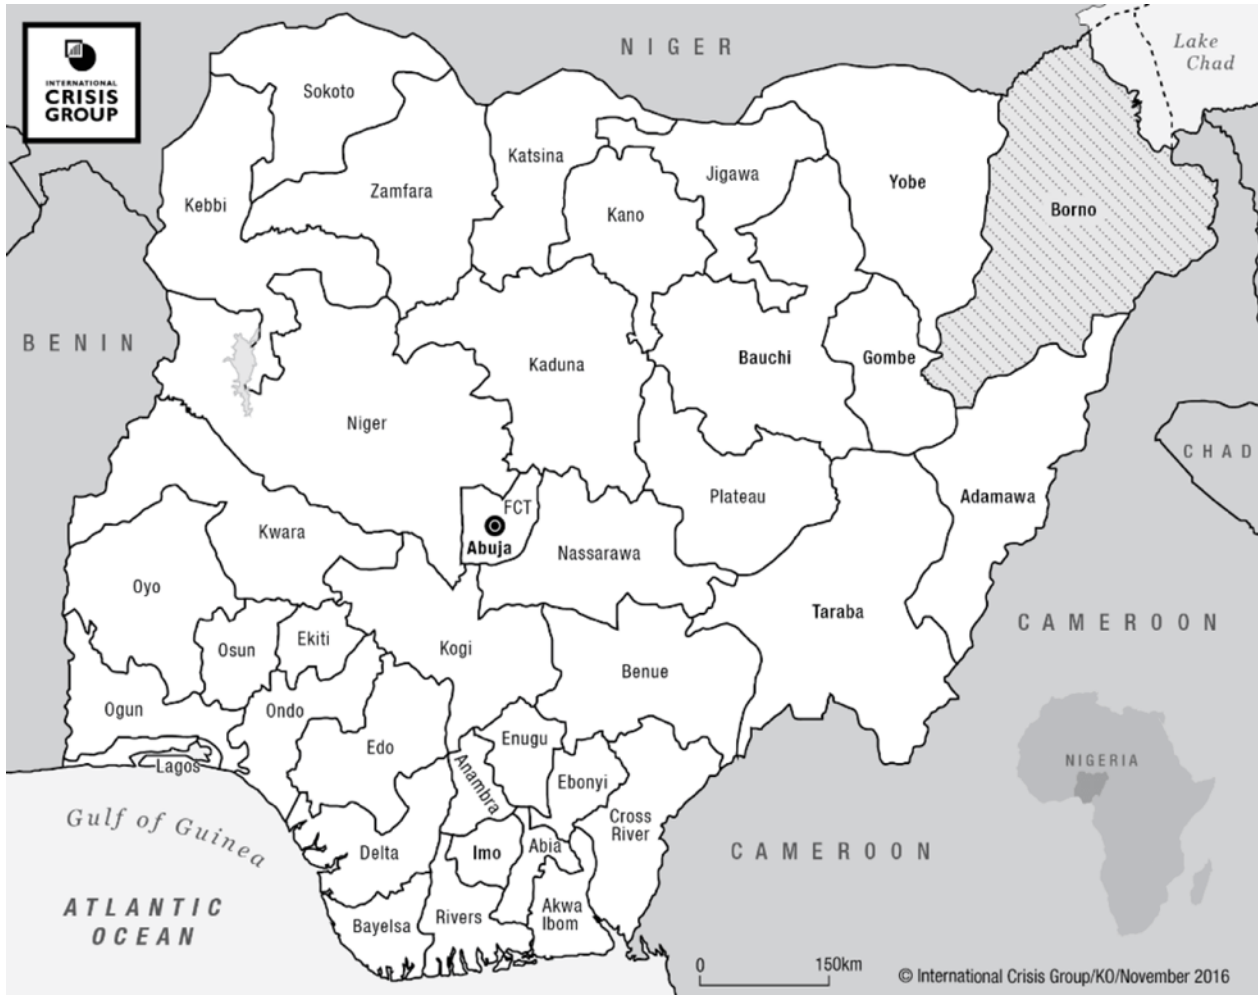 INTERNATIONAL
CRISIS
GROUP
NIGER
Lake
Chad
Sokoto
Katsina
Jigawa
Yobe
Borno
Zamfara
Kebbi
Kano
BENIN
Kaduna
Bauchi
Gombe
Niger
CHAD
Plateau
Adamawa
FCT
Abuja
Kwara
Nassarawa
Oyo
Taraba
CAMEROON
Osun
Ekiti
Kogi
Benue
Ogun
Ondo
Edo
Enugu
Lagos
Anambra
Ebonyi
NIGERIA
Gulf of Guinea
Cross
River
Delta
Imo
Abia
CAMEROON
ATLANTIC
OCEAN
Bayelsa
Rivers
Akwa
Ibom
0 150km
© International Crisis Group/KO/November 2016